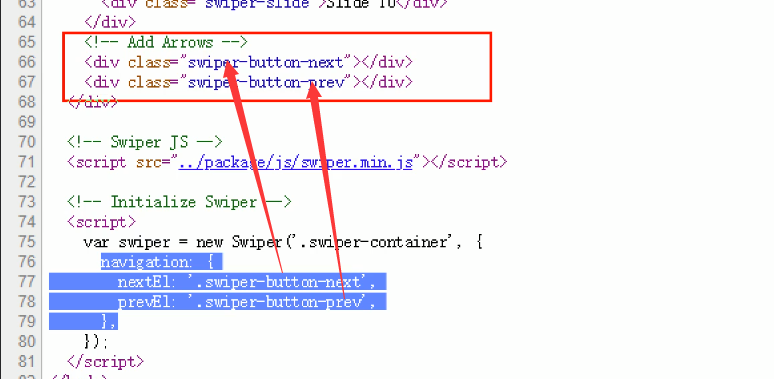 63 <div class="swiper-slide">Slide 10</div>
64 </div>
65 <!-- Add Arrows -->
66 <div class="swiper-button-next"></div>
67 <div class="swiper-button-prev"></div>
68 </div>
69
70 <!-- Swiper JS -->
71 <script src="../package/js/swiper.min.js"></script>
72
73 <!-- Initialize Swiper -->
74 <script>
75 var swiper = new Swiper('.swiper-container', {
76 navigation: {
77 nextEl: '.swiper-button-next',
78 prevEl: '.swiper-button-prev',
79 },
80 });
81 </script>
82 </body>